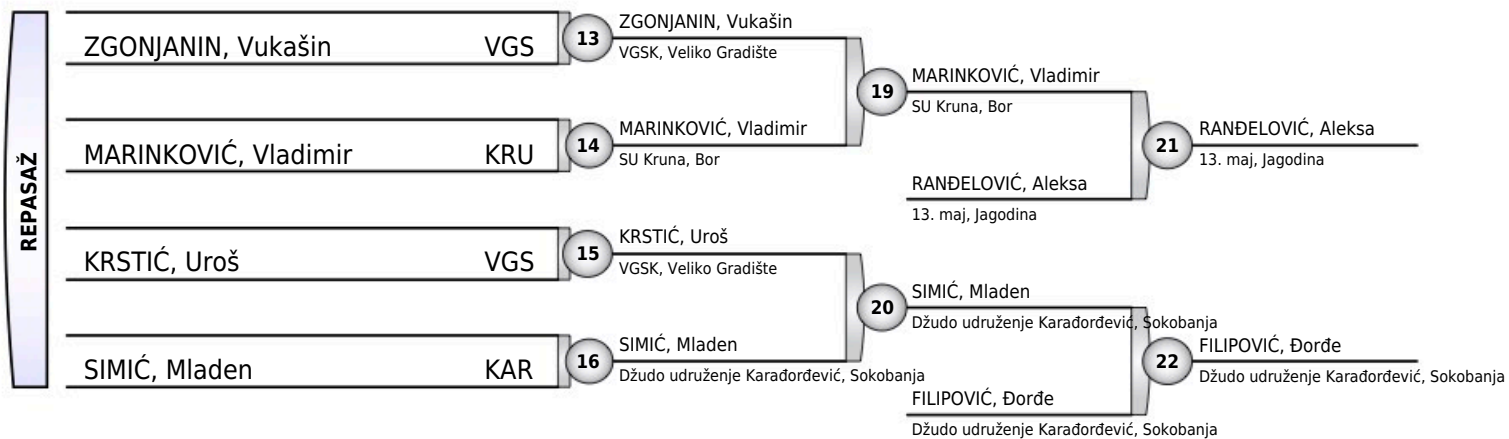 REPASAŽ
ZGONJANIN, Vukašin VGS
13
ZGONJANIN, Vukašin
VGSK, Veliko Gradište
MARINKOVIĆ, Vladimir KRU
14
MARINKOVIĆ, Vladimir
SU Kruna, Bor
19
MARINKOVIĆ, Vladimir
SU Kruna, Bor
RANĐELOVIĆ, Aleksa
13. maj, Jagodina
21
RANĐELOVIĆ, Aleksa
13. maj, Jagodina
KRSTIĆ, Uroš VGS
15
KRSTIĆ, Uroš
VGSK, Veliko Gradište
SIMIĆ, Mladen KAR
16
SIMIĆ, Mladen
Džudo udruženje Karađorđević, Sokobanja
20
SIMIĆ, Mladen
Džudo udruženje Karađorđević, Sokobanja
FILIPOVIĆ, Đorđe
Džudo udruženje Karađorđević, Sokobanja
22
FILIPOVIĆ, Đorđe
Džudo udruženje Karađorđević, Sokobanja